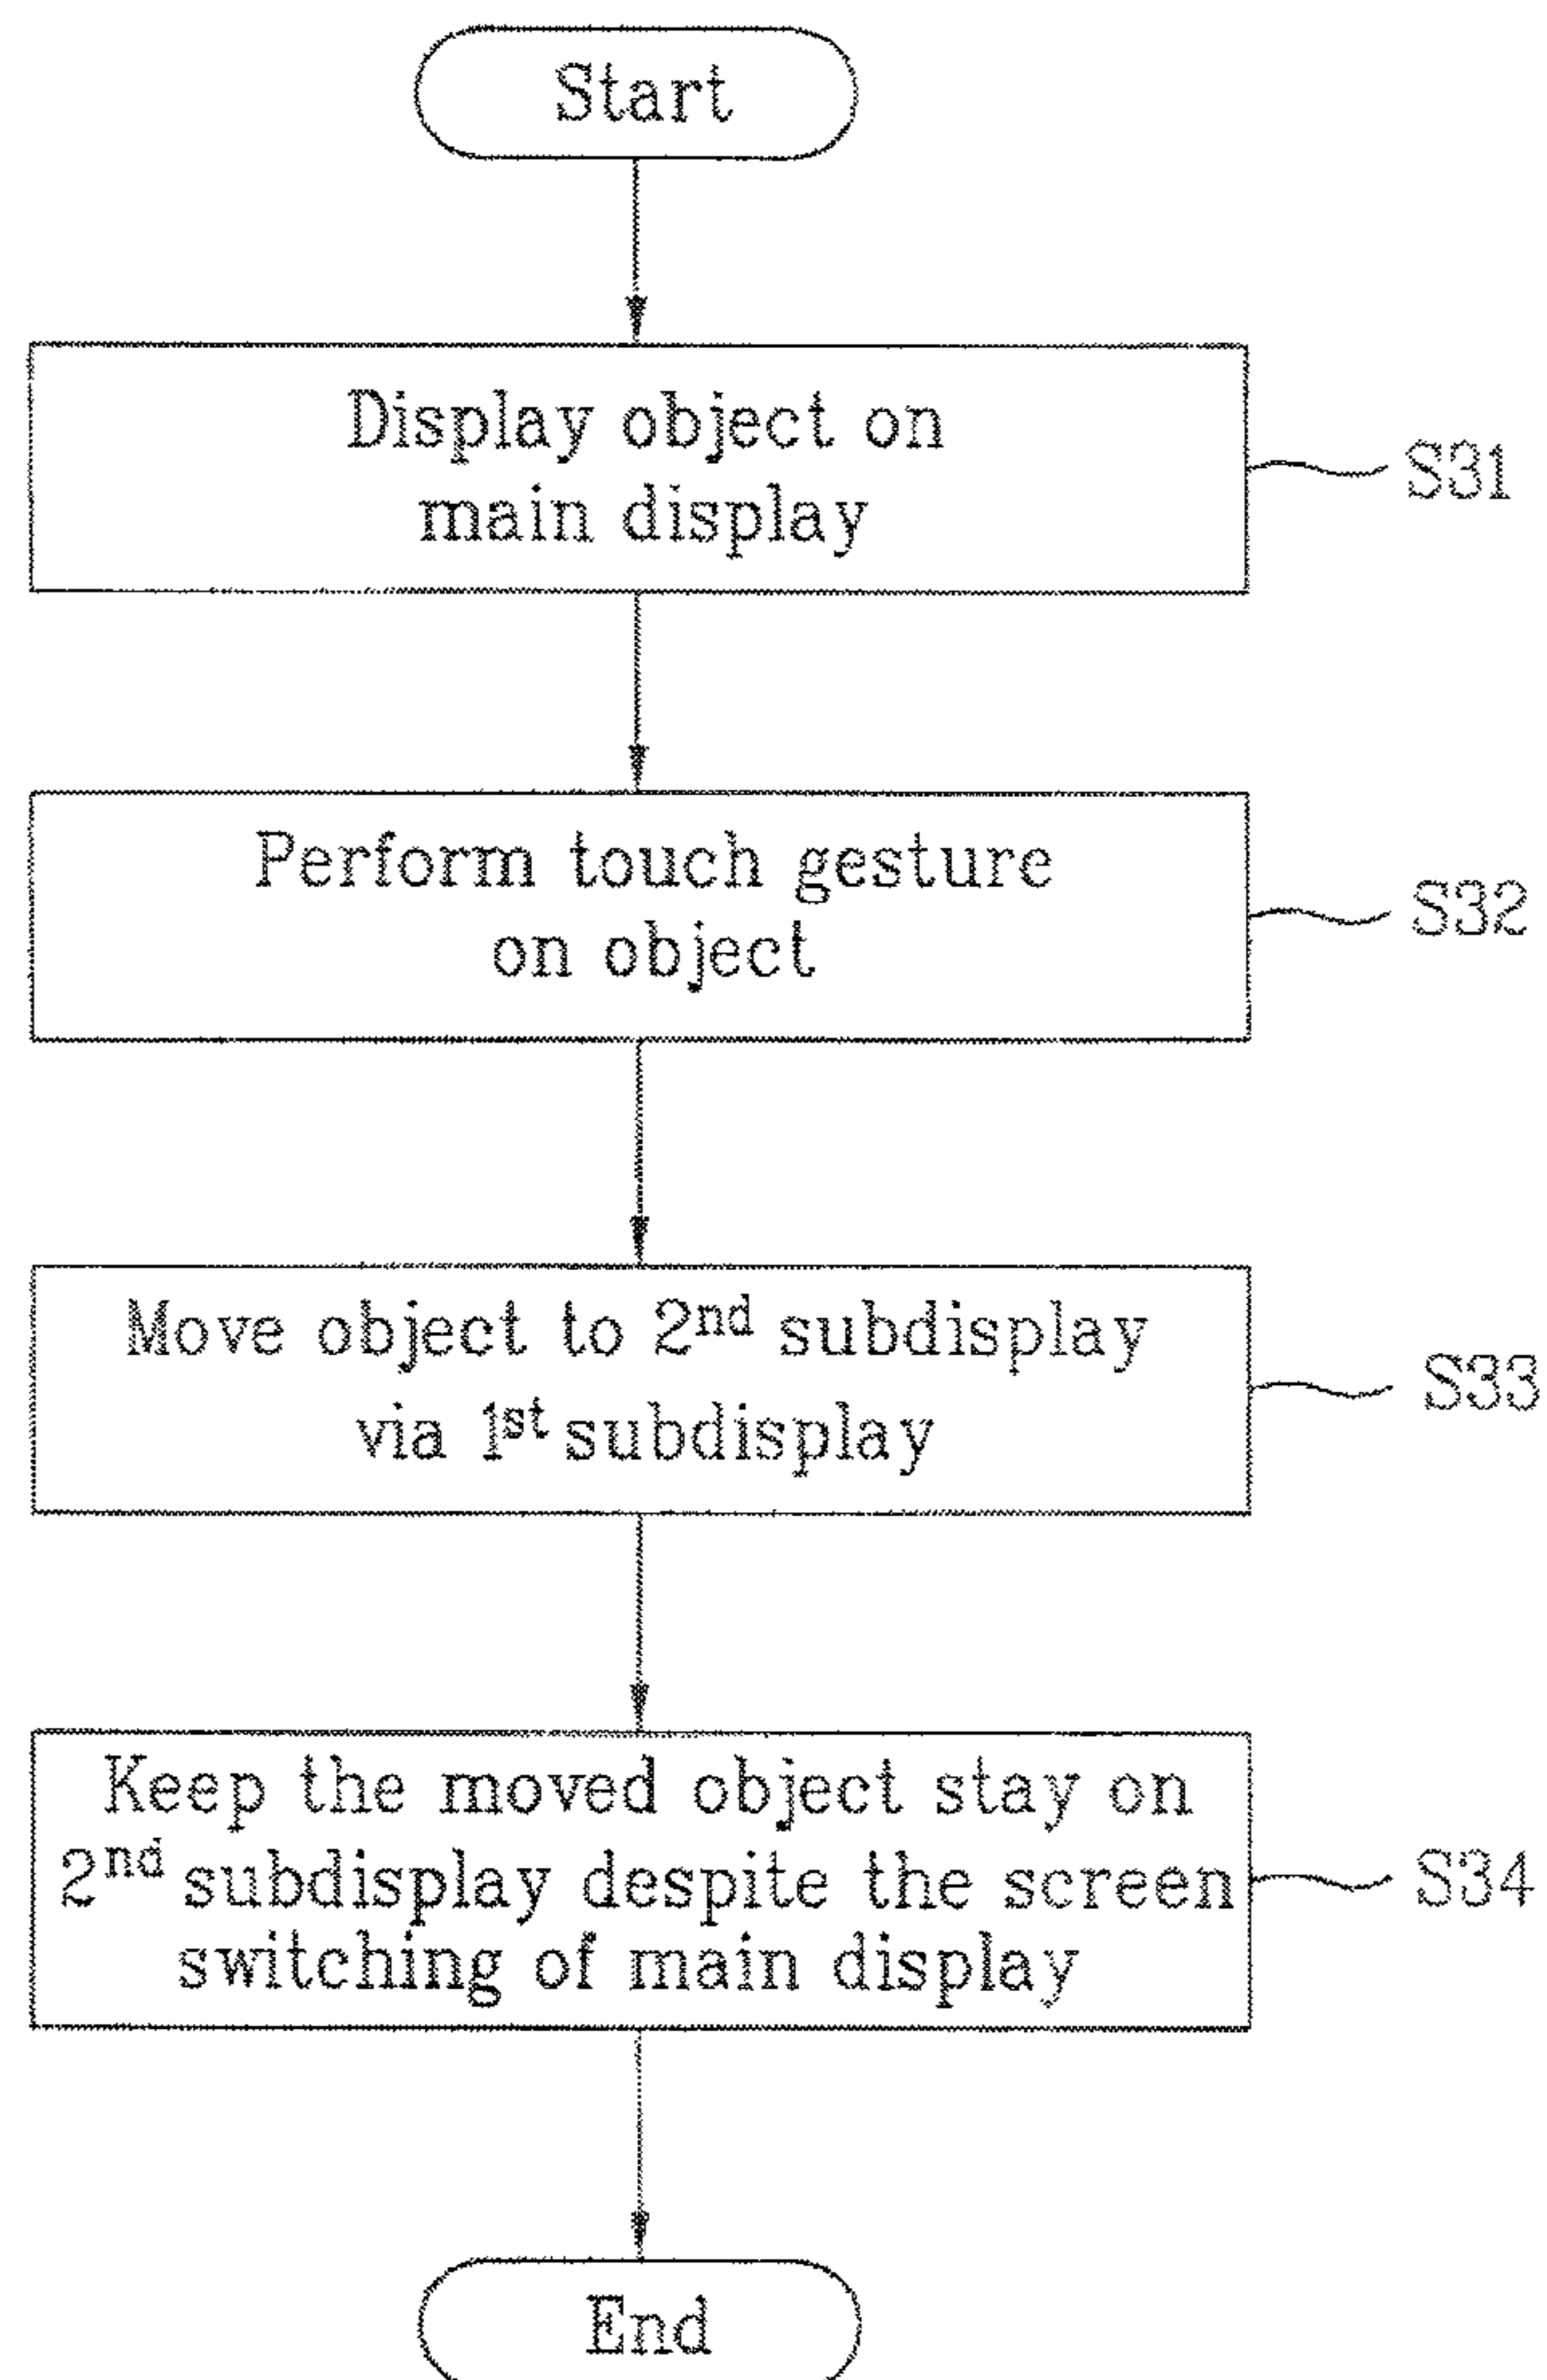 Start
Display object on
main display
S31
Perform touch gesture
on object
S32
Move object to 2nd subdisplay
via 1st subdisplay
S33
Keep the moved object stay on
2nd subdisplay despite the screen
switching of main display
S34
End